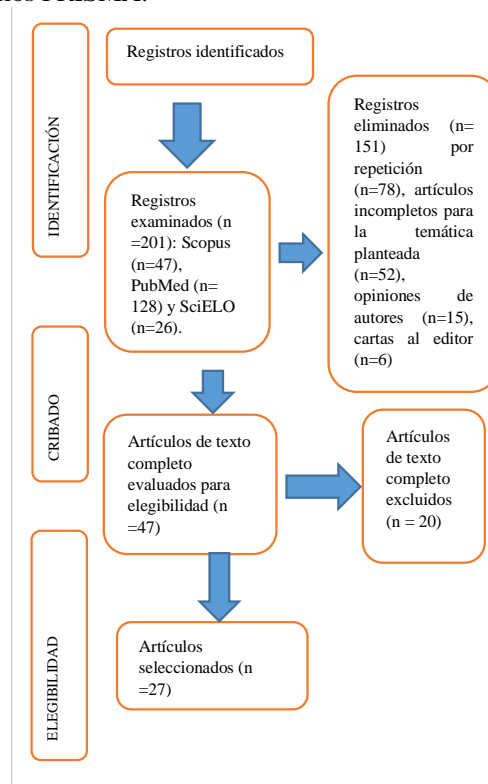 Registros identificados
IDENTIFICACIÓN
Registros
examinados (n
=201): Scopus
(n=47),
PubMed (n=
128) y SciELO
(n=26).
Registros
eliminados (n=
151) por
repetición
(n=78), artículos
incompletos para
la temática
planteada
(n=52),
opiniones de
autores (n=15),
cartas al editor
(n=6)
CRIBADO
Artículos de texto
completo
evaluados para
elegibilidad (n
=47)
Artículos
de texto
completo
excluidos
(n = 20)
ELEGIBILIDAD
Artículos
seleccionados (n
=27)